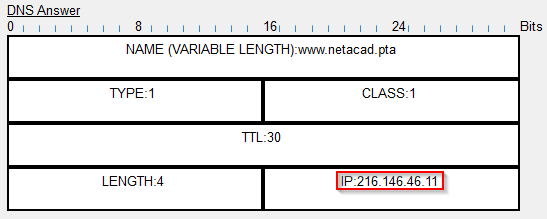 DNS Answer
0 8 16 24 Bits
NAME (VARIABLE LENGTH):www.netacad.pta
TYPE:1 CLASS:1
TTL:30
LENGTH:4 IP:216.146.46.11